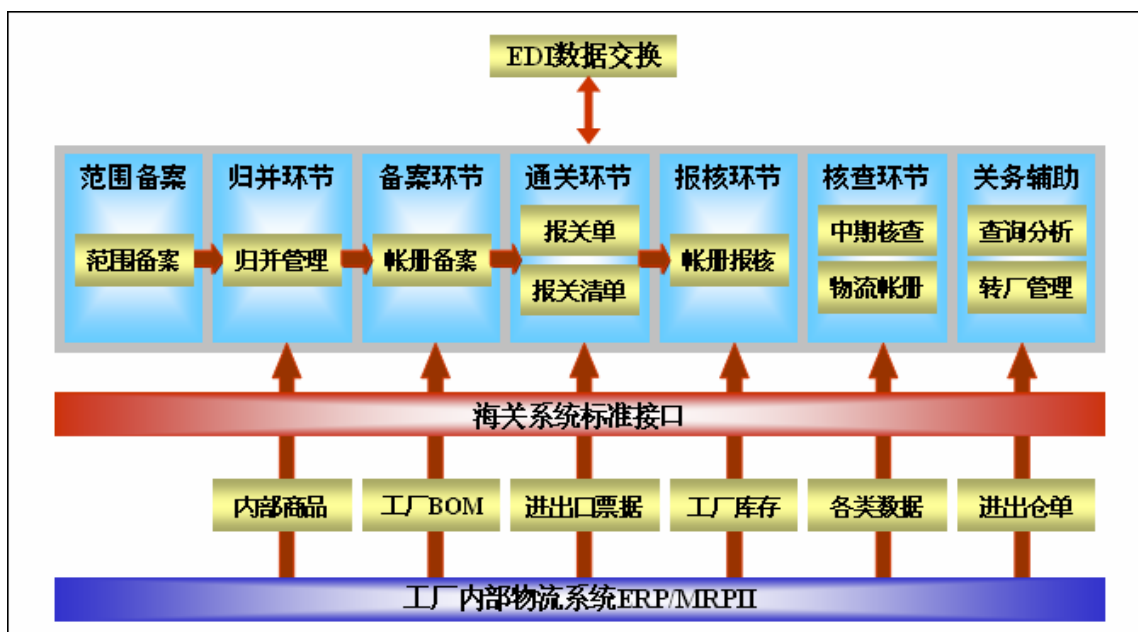 EDI数据交换
范围备案
归并环节
备案环节
通关环节
报核环节
核查环节
关务辅助
范围备案
归并管理
帐册备案
报关单
报关清单
帐册报核
中期核查
物流帐册
查询分析
转厂管理
海关系统标准接口
内部商品
工厂BOM
进出口票据
工厂库存
各类数据
进出仓单
工厂内部物流系统ERP/MRPII